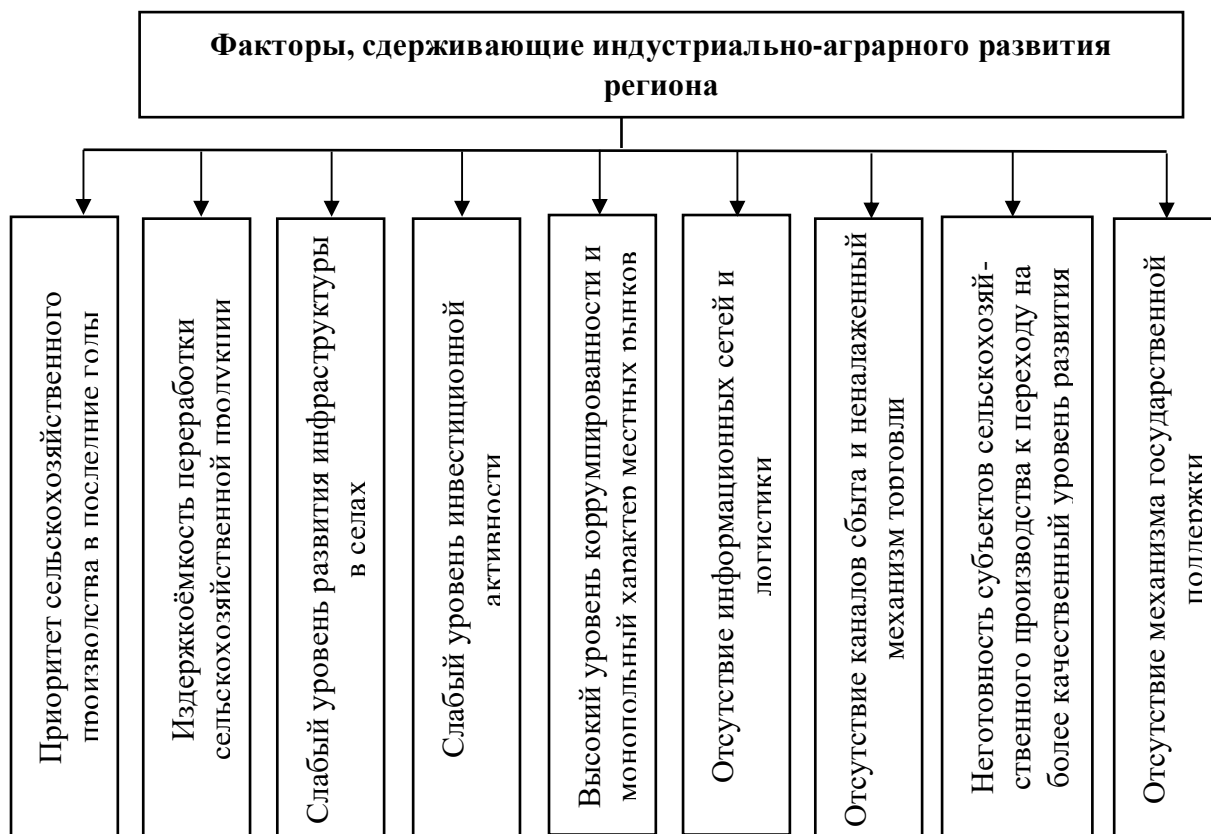 Факторы, сдерживающие индустриально-аграрного развития
региона
Приоритет сельскохозяйственного
производства в последние годы
Издержкоёмкость переработки
сельскохозяйственной продукции
Слабый уровень развития инфраструктуры
в селах
Слабый уровень инвестиционной
активности
Высокий уровень коррумпированности и
монопольный характер местных рынков
Отсутствие информационных сетей и
логистики
Отсутствие каналов сбыта и неналаженный
механизм торговли
Неготовность субъектов сельскохозяй-
ственного производства к переходу на
более качественный уровень развития
Отсутствие механизма государственной
поддержки